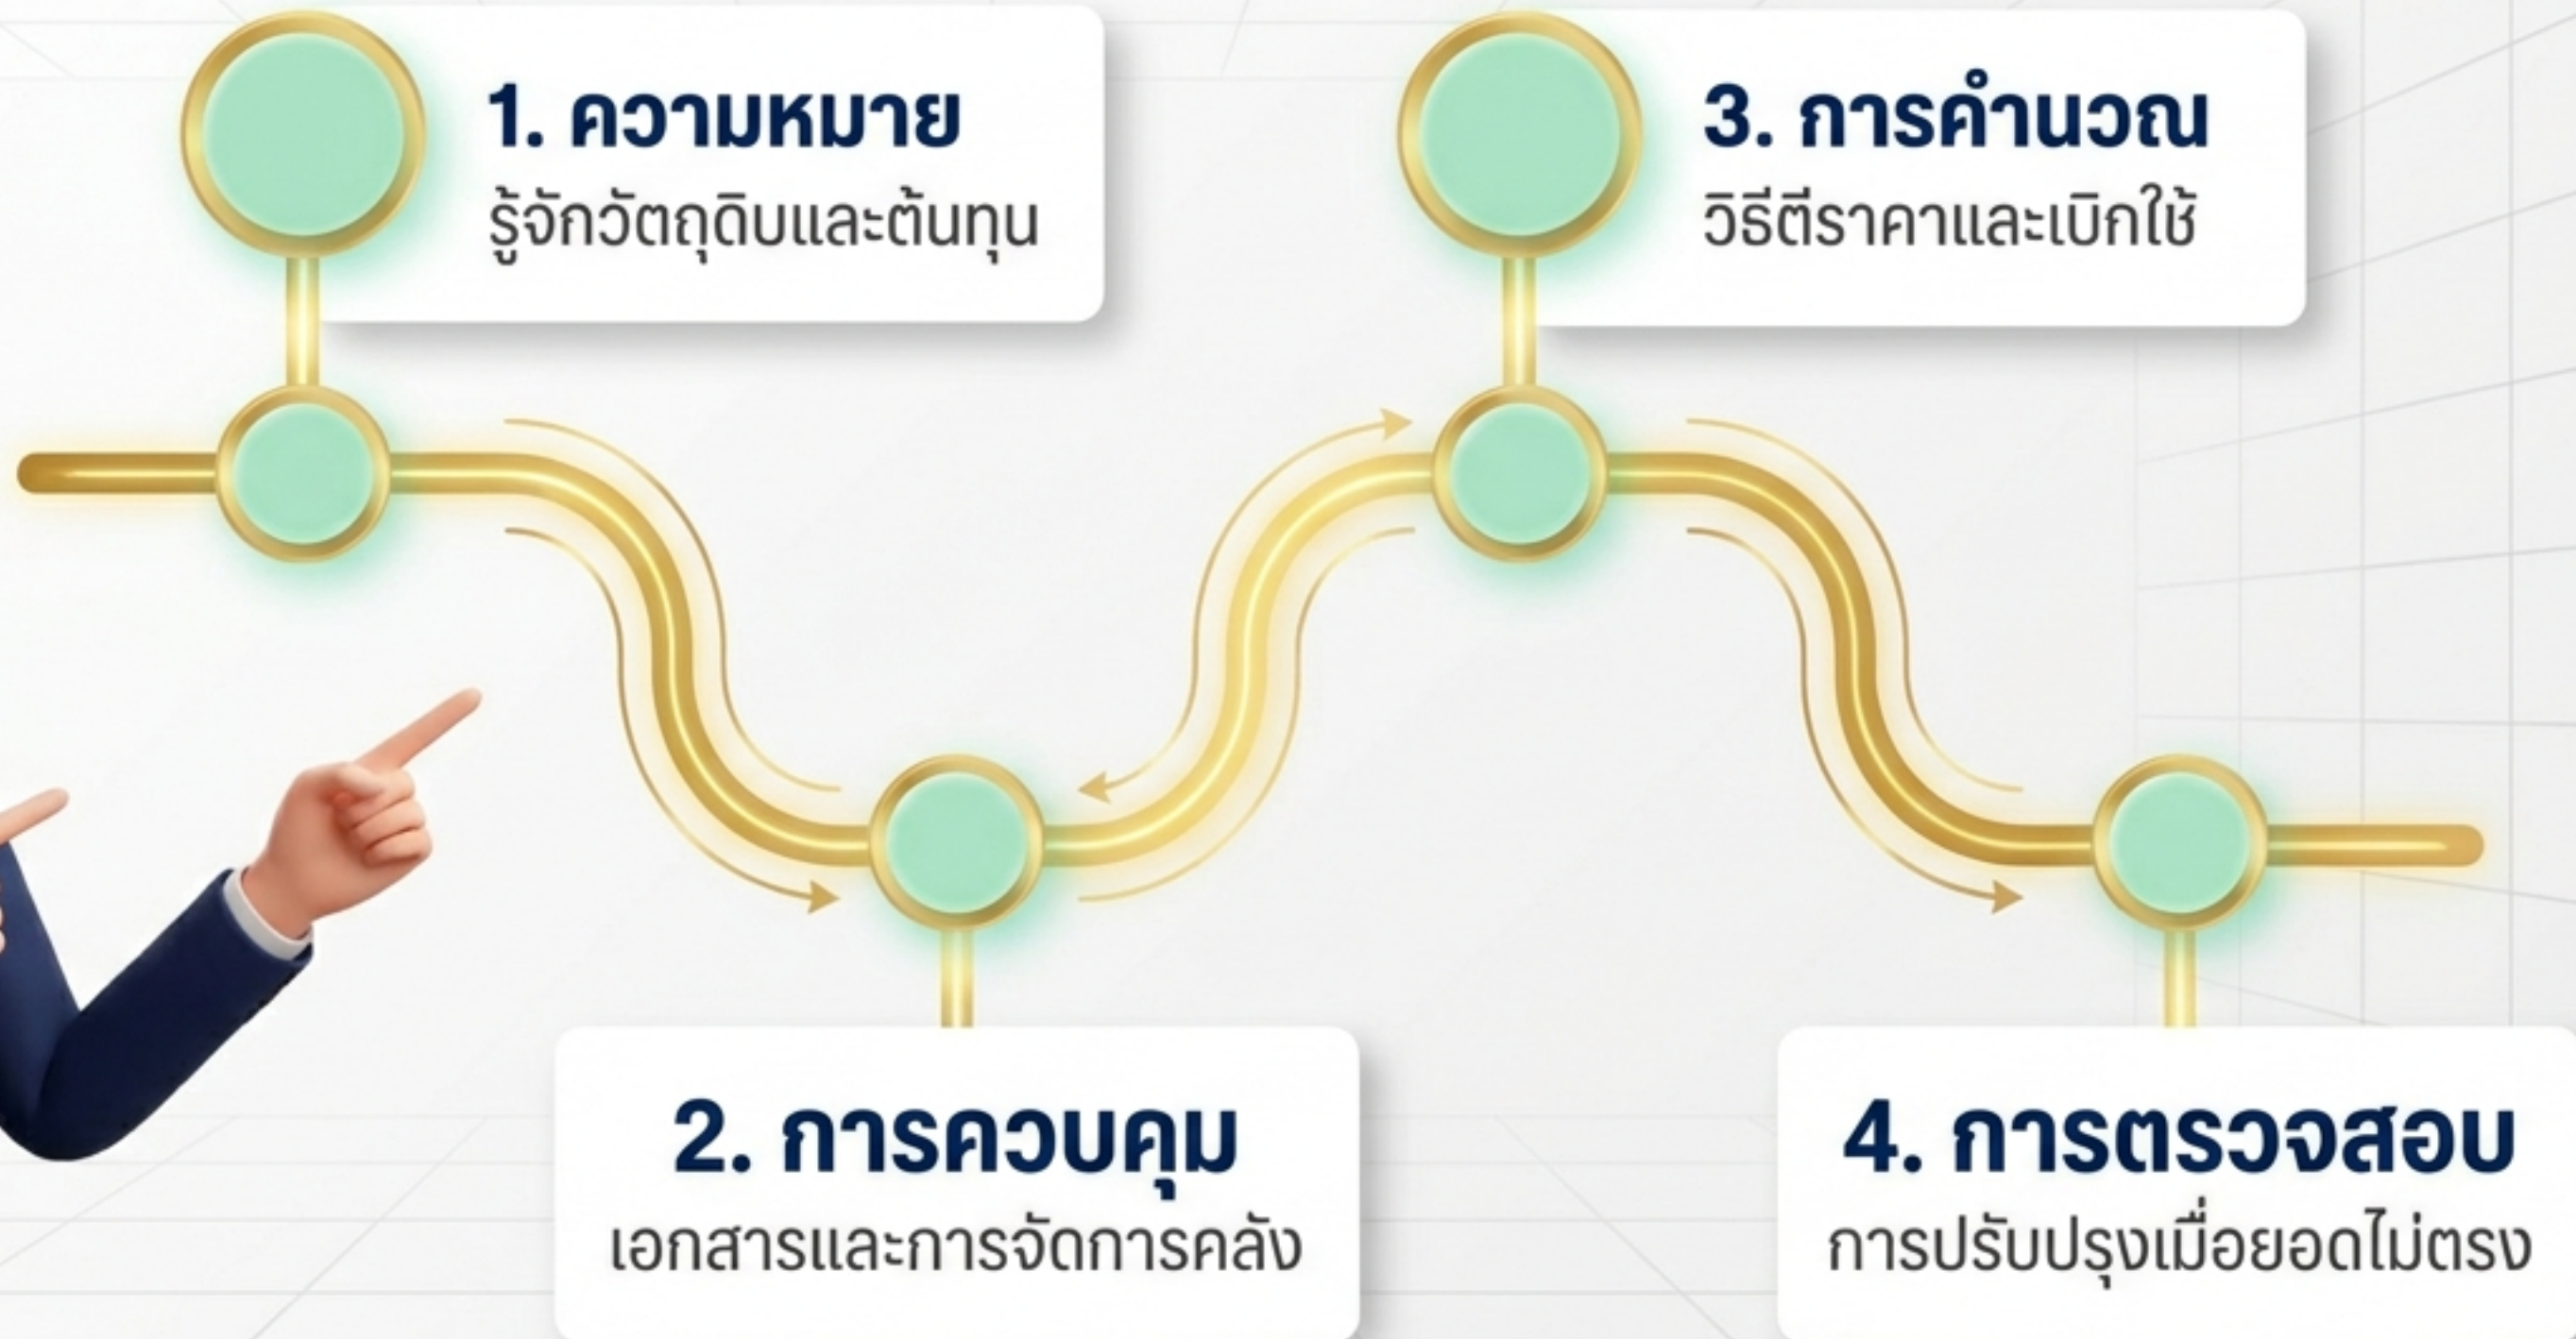 1. ความหมาย
รู้จักวัตถุดิบและต้นทุน
2. การควบคุม
เอกสารและการจัดการคลัง
3. การคำนวณ
วิธีตีราคาและเบิกใช้
4. การตรวจสอบ
การปรับปรุงเมื่อยอดไม่ตรง